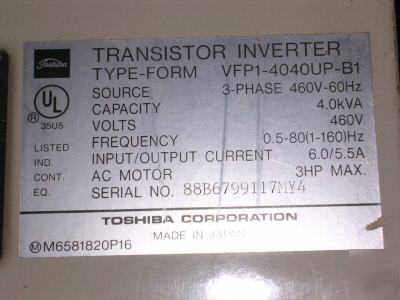 Toshiba
TRANSISTOR INVERTER
TYPE-FORM VFP1-4040UP-B1
SOURCE 3-PHASE 460V-60Hz
CAPACITY 4.0kVA
VOLTS 460V
FREQUENCY 0.5-80(1-160)Hz
INPUT/OUTPUT CURRENT 6.0/5.5A
AC MOTOR 3HP MAX.
SERIAL NO. 88B6799117MY4
UL
®
35U5
LISTED
IND.
CONT.
EQ.
TOSHIBA CORPORATION
MADE IN JAPAN
Ⓜ M6581820P16